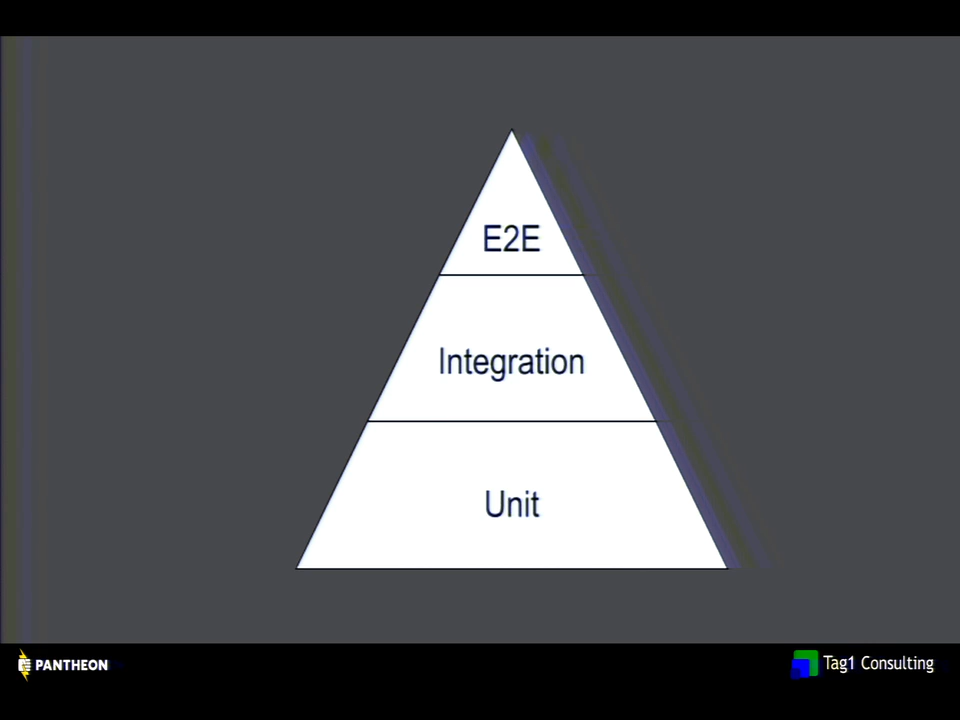 E2E
Integration
Unit
PANTHEON
Tag1 Consulting